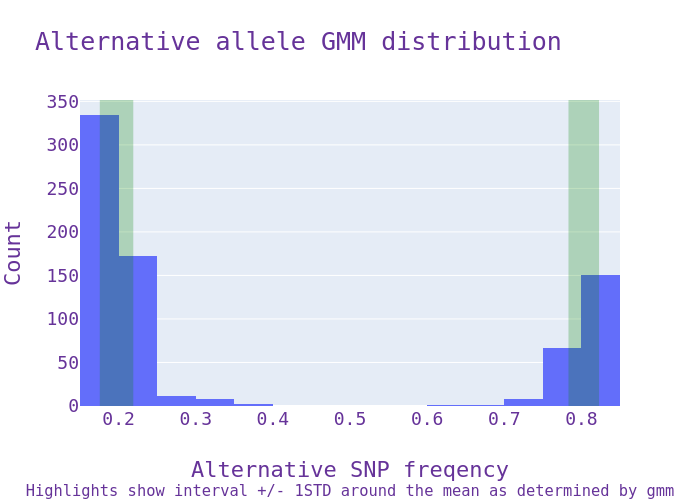 Alternative allele GMM distribution
350
300
250
200
150
100
50
0
Count
0.2 0.3 0.4 0.5 0.6 0.7 0.8
Alternative SNP freqency
Highlights show interval +/- 1STD around the mean as determined by gmm